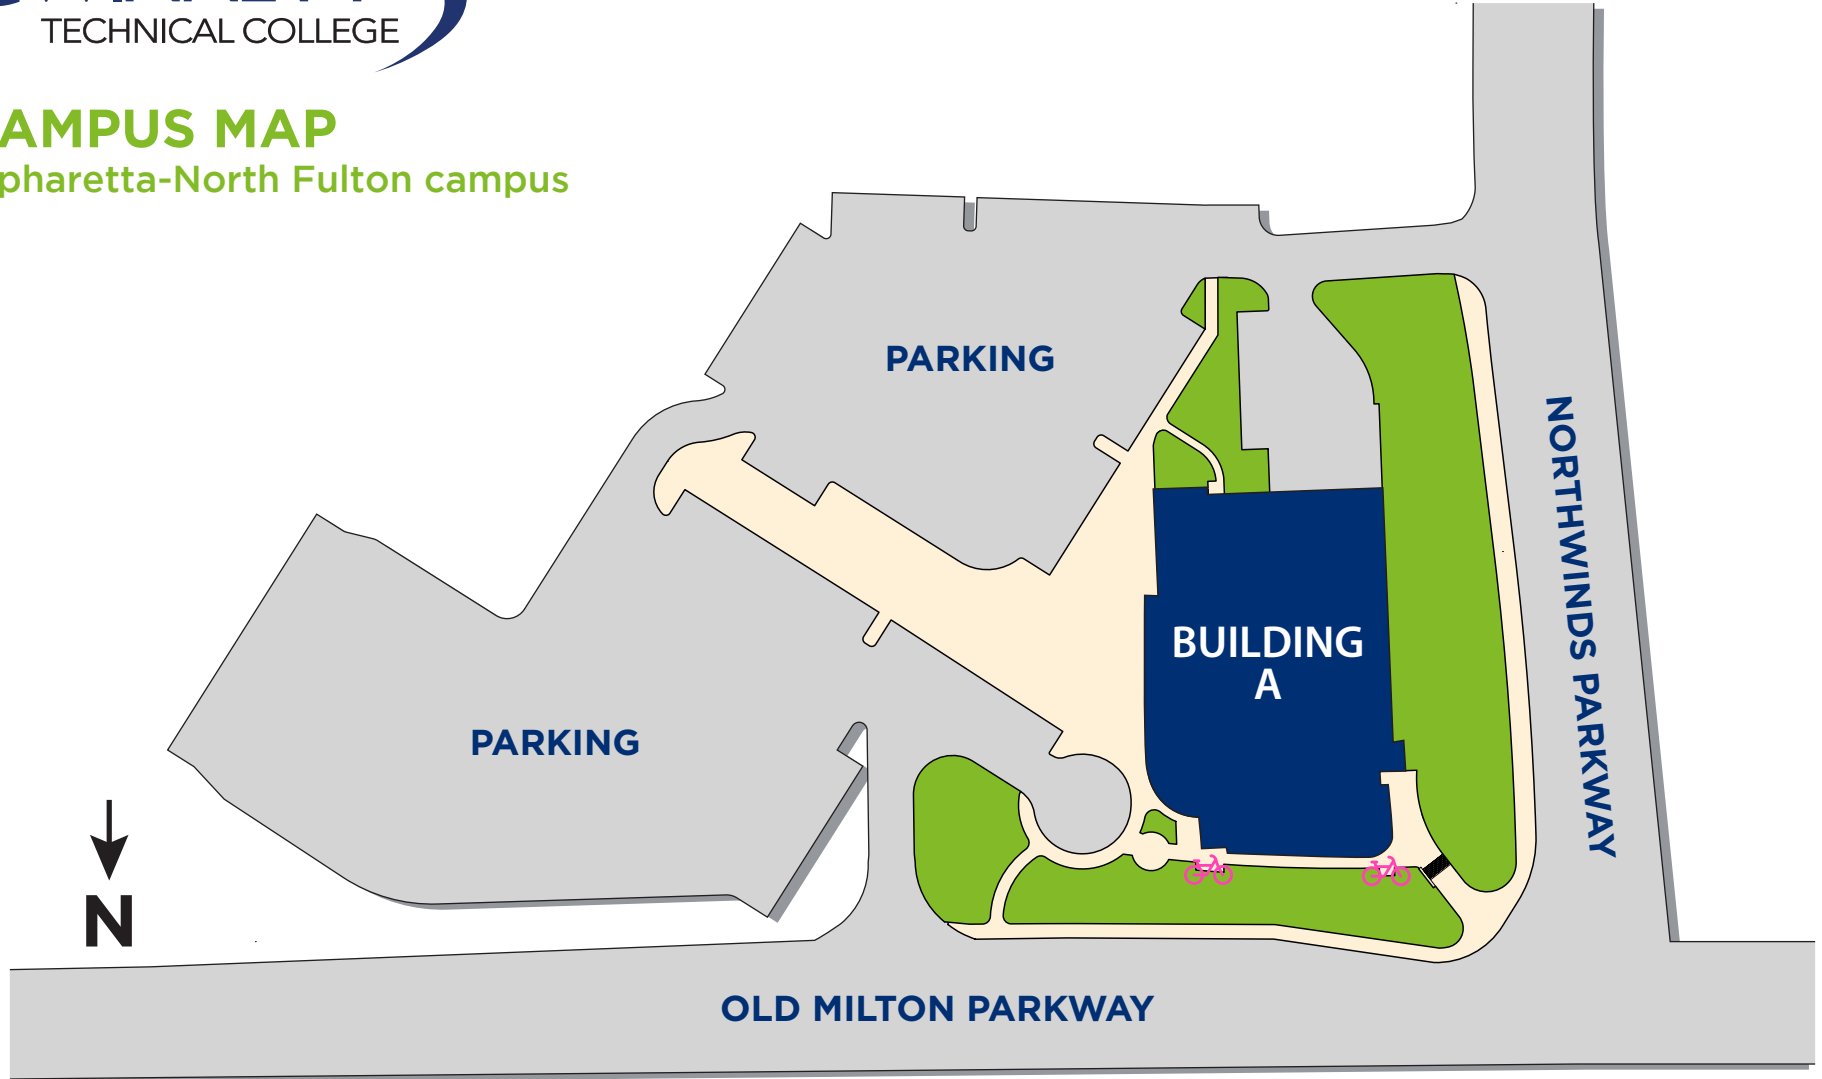 TECHNICAL COLLEGE
AMPUS MAP
pharetta-North Fulton campus
PARKING
NORTHWINDS PARKWAY
BUILDING
A
PARKING
N
OLD MILTON PARKWAY